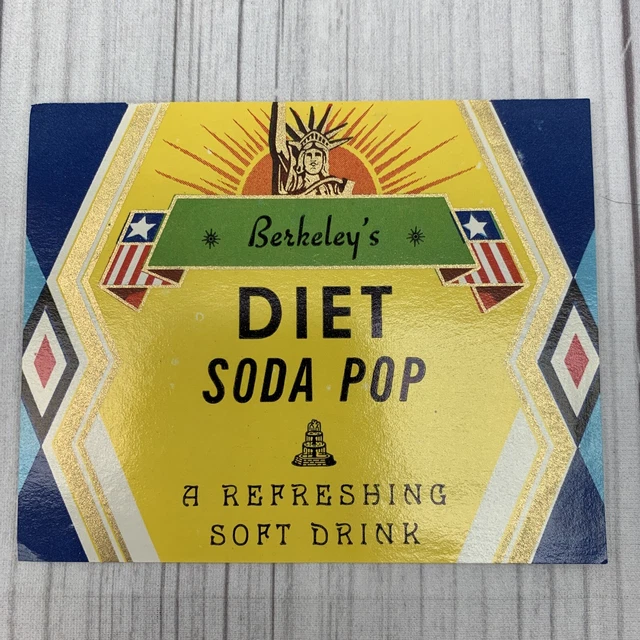 Berkeley's
DIET
SODA POP
A REFRESHING
SOFT DRINK